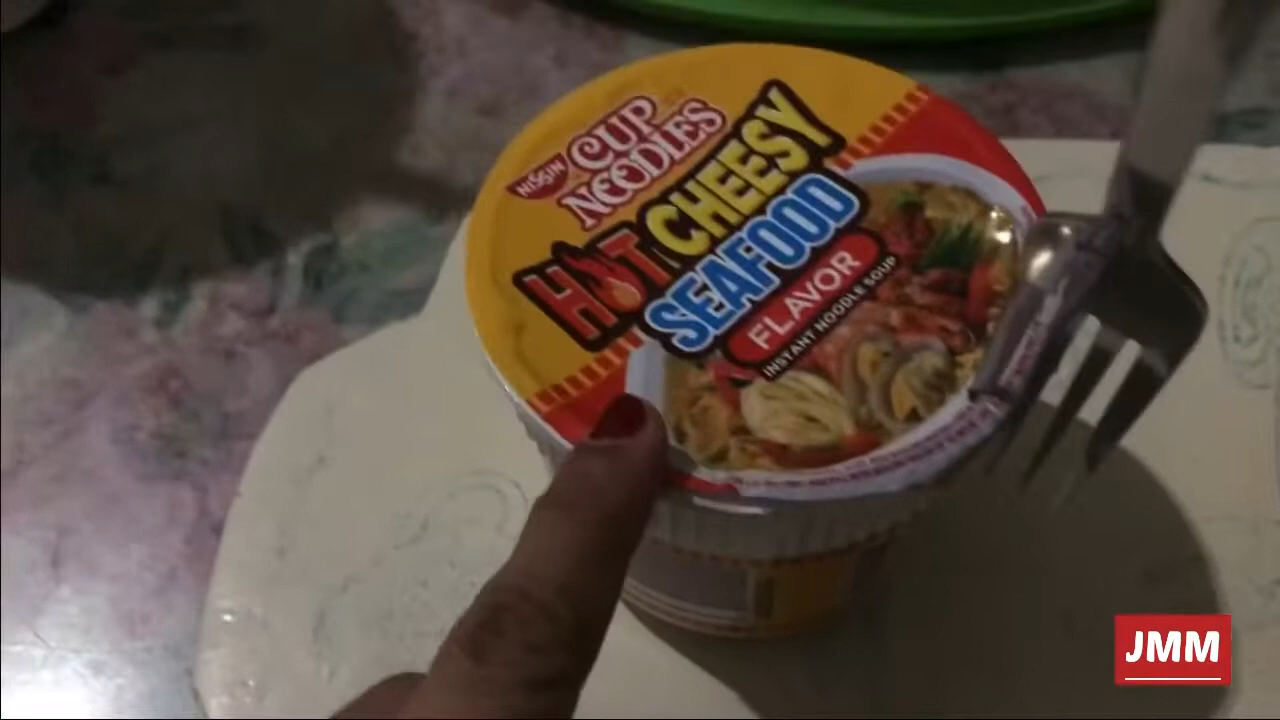 NISSIN
CUP
NOODLES
HOT CHEESY
SEAFOOD
FLAVOR
INSTANT NOODLE SOUP
JMM